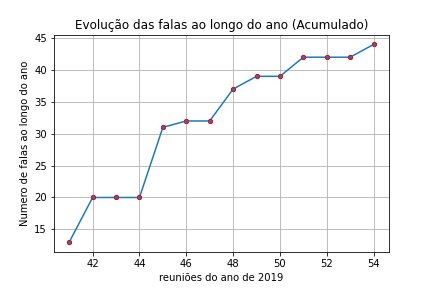 Evolução das falas ao longo do ano (Acumulado)
Numero de falas ao longo do ano
45
40
35
30
25
20
15
42 44 46 48 50 52 54
reuniões do ano de 2019